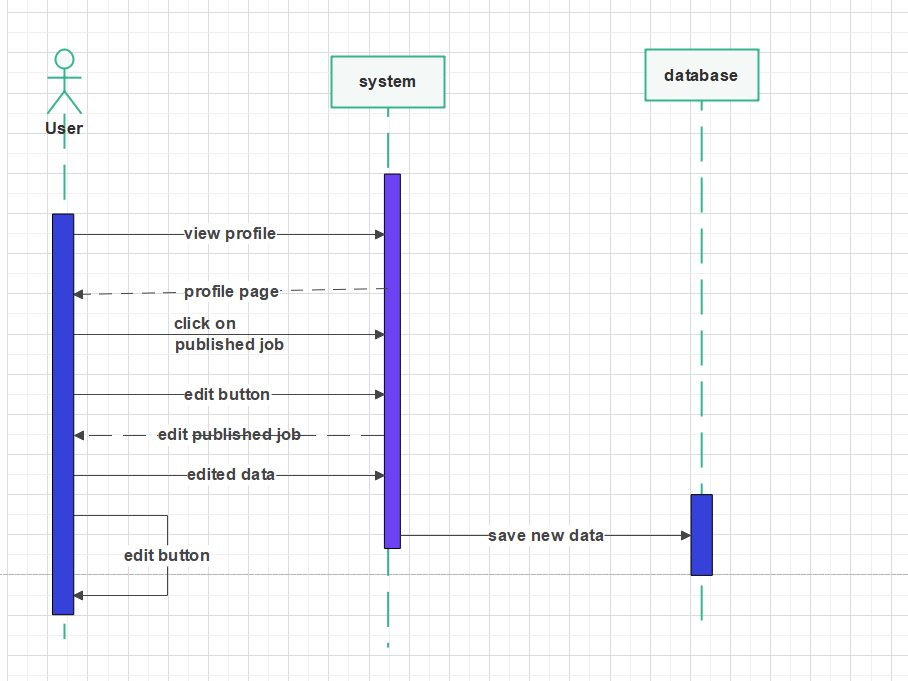 User
system
database
view profile
profile page
click on
published job
edit button
edit published job
edited data
save new data
edit button